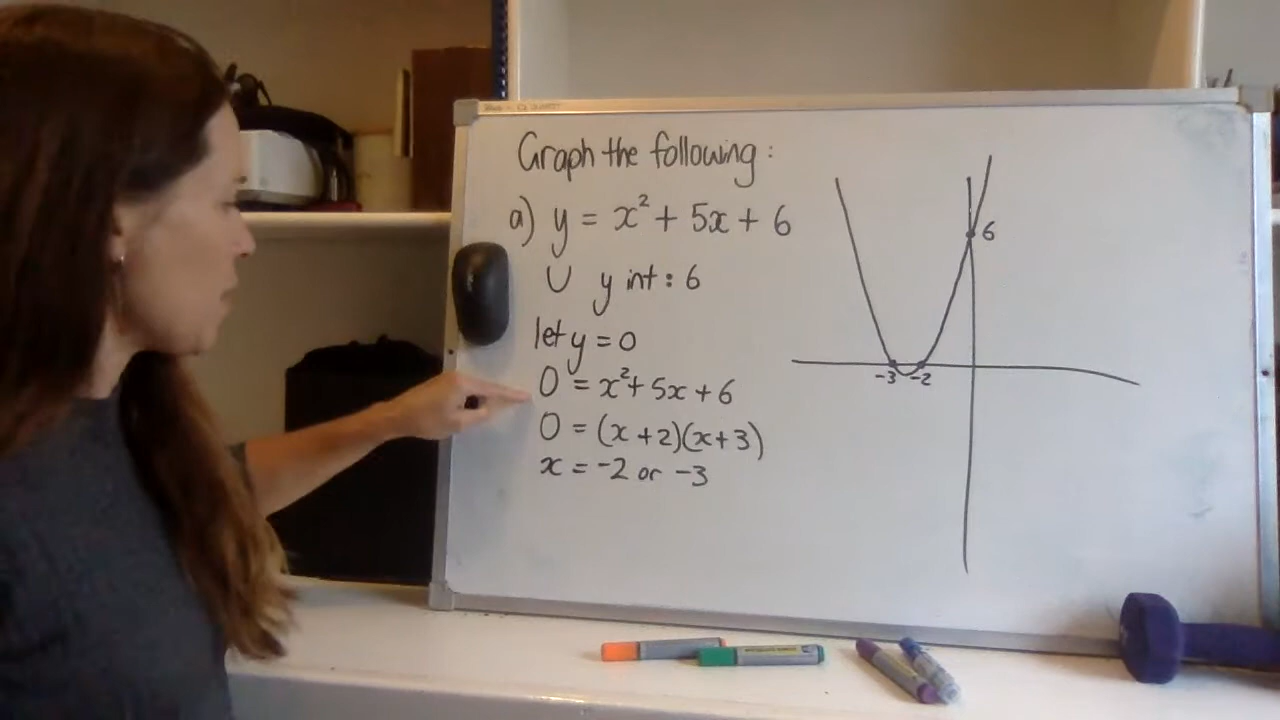 Graph the following :
a) y = x² + 5x + 6
∪ y int : 6
let y = 0
0 = x² + 5x + 6
0 = (x + 2)(x + 3)
x = -2 or -3
6
-3 -2